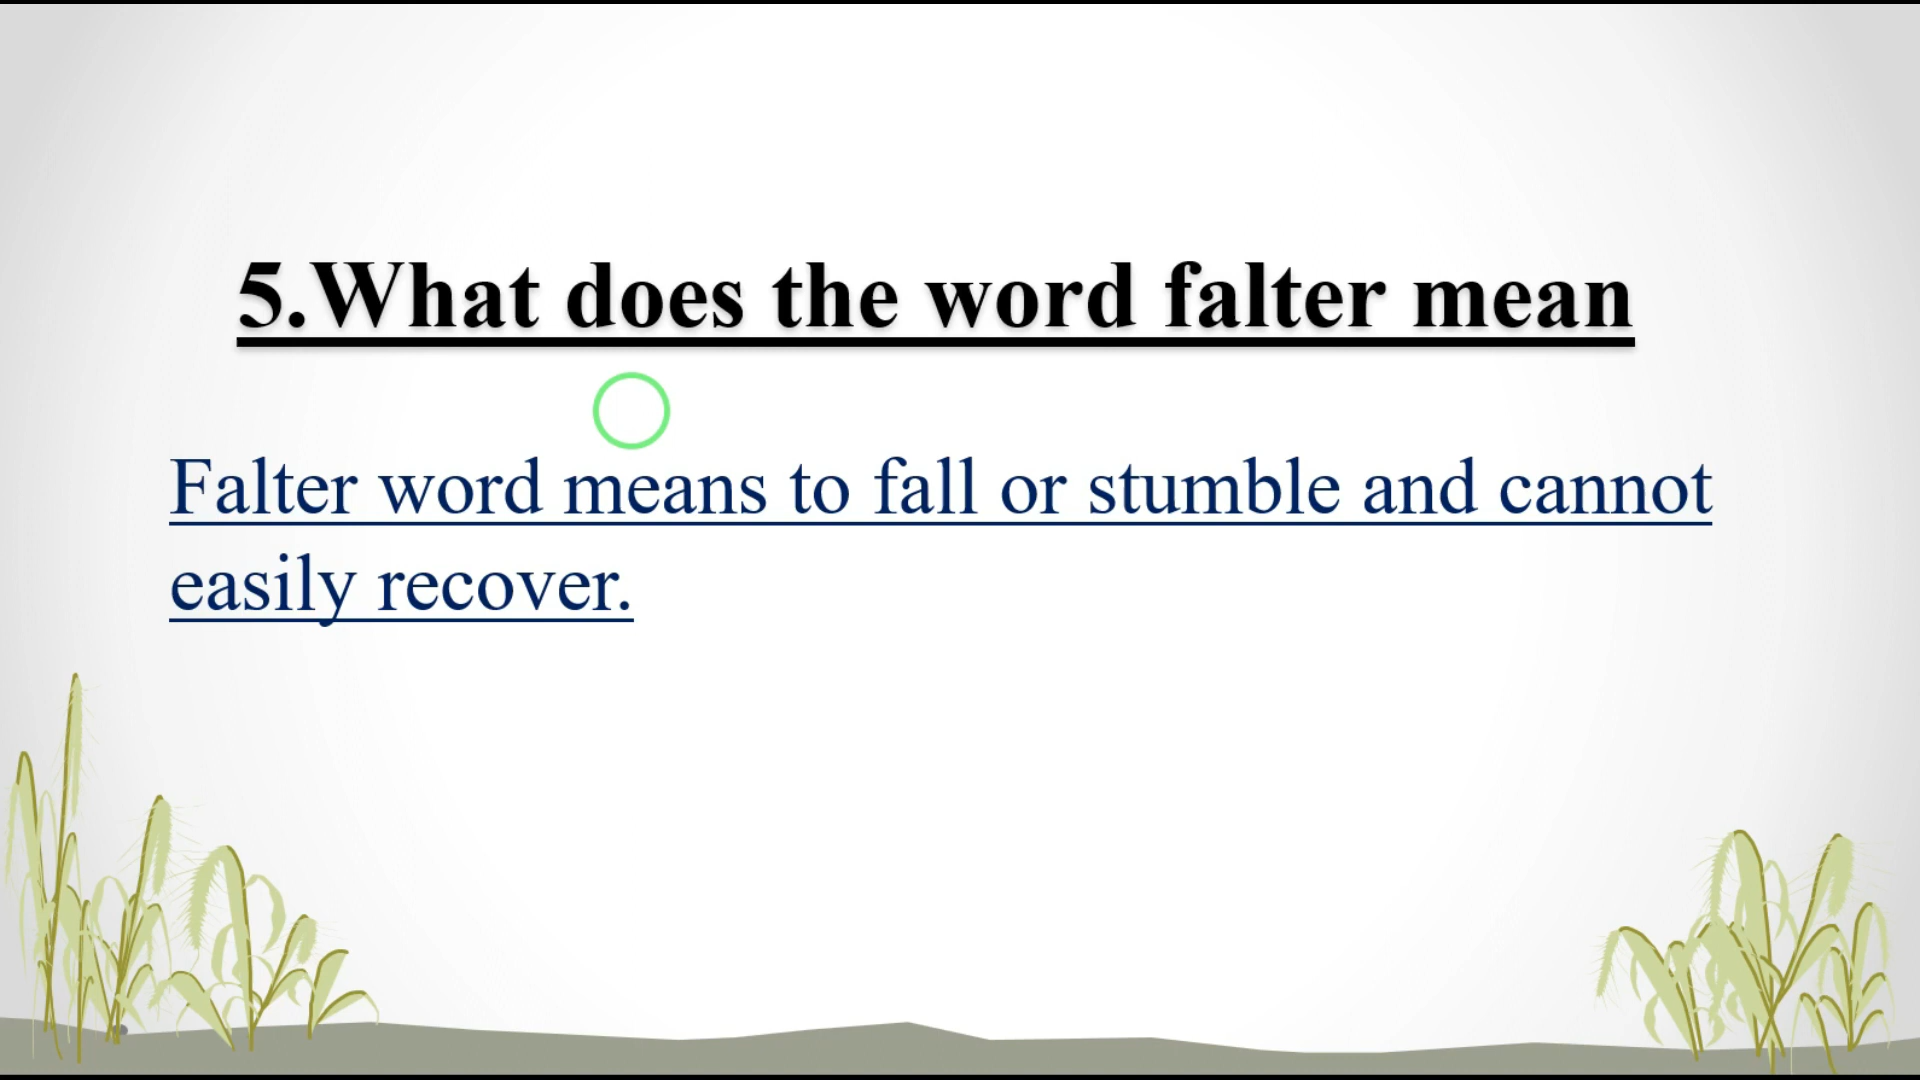 5.What does the word falter mean
Falter word means to fall or stumble and cannot
easily recover.